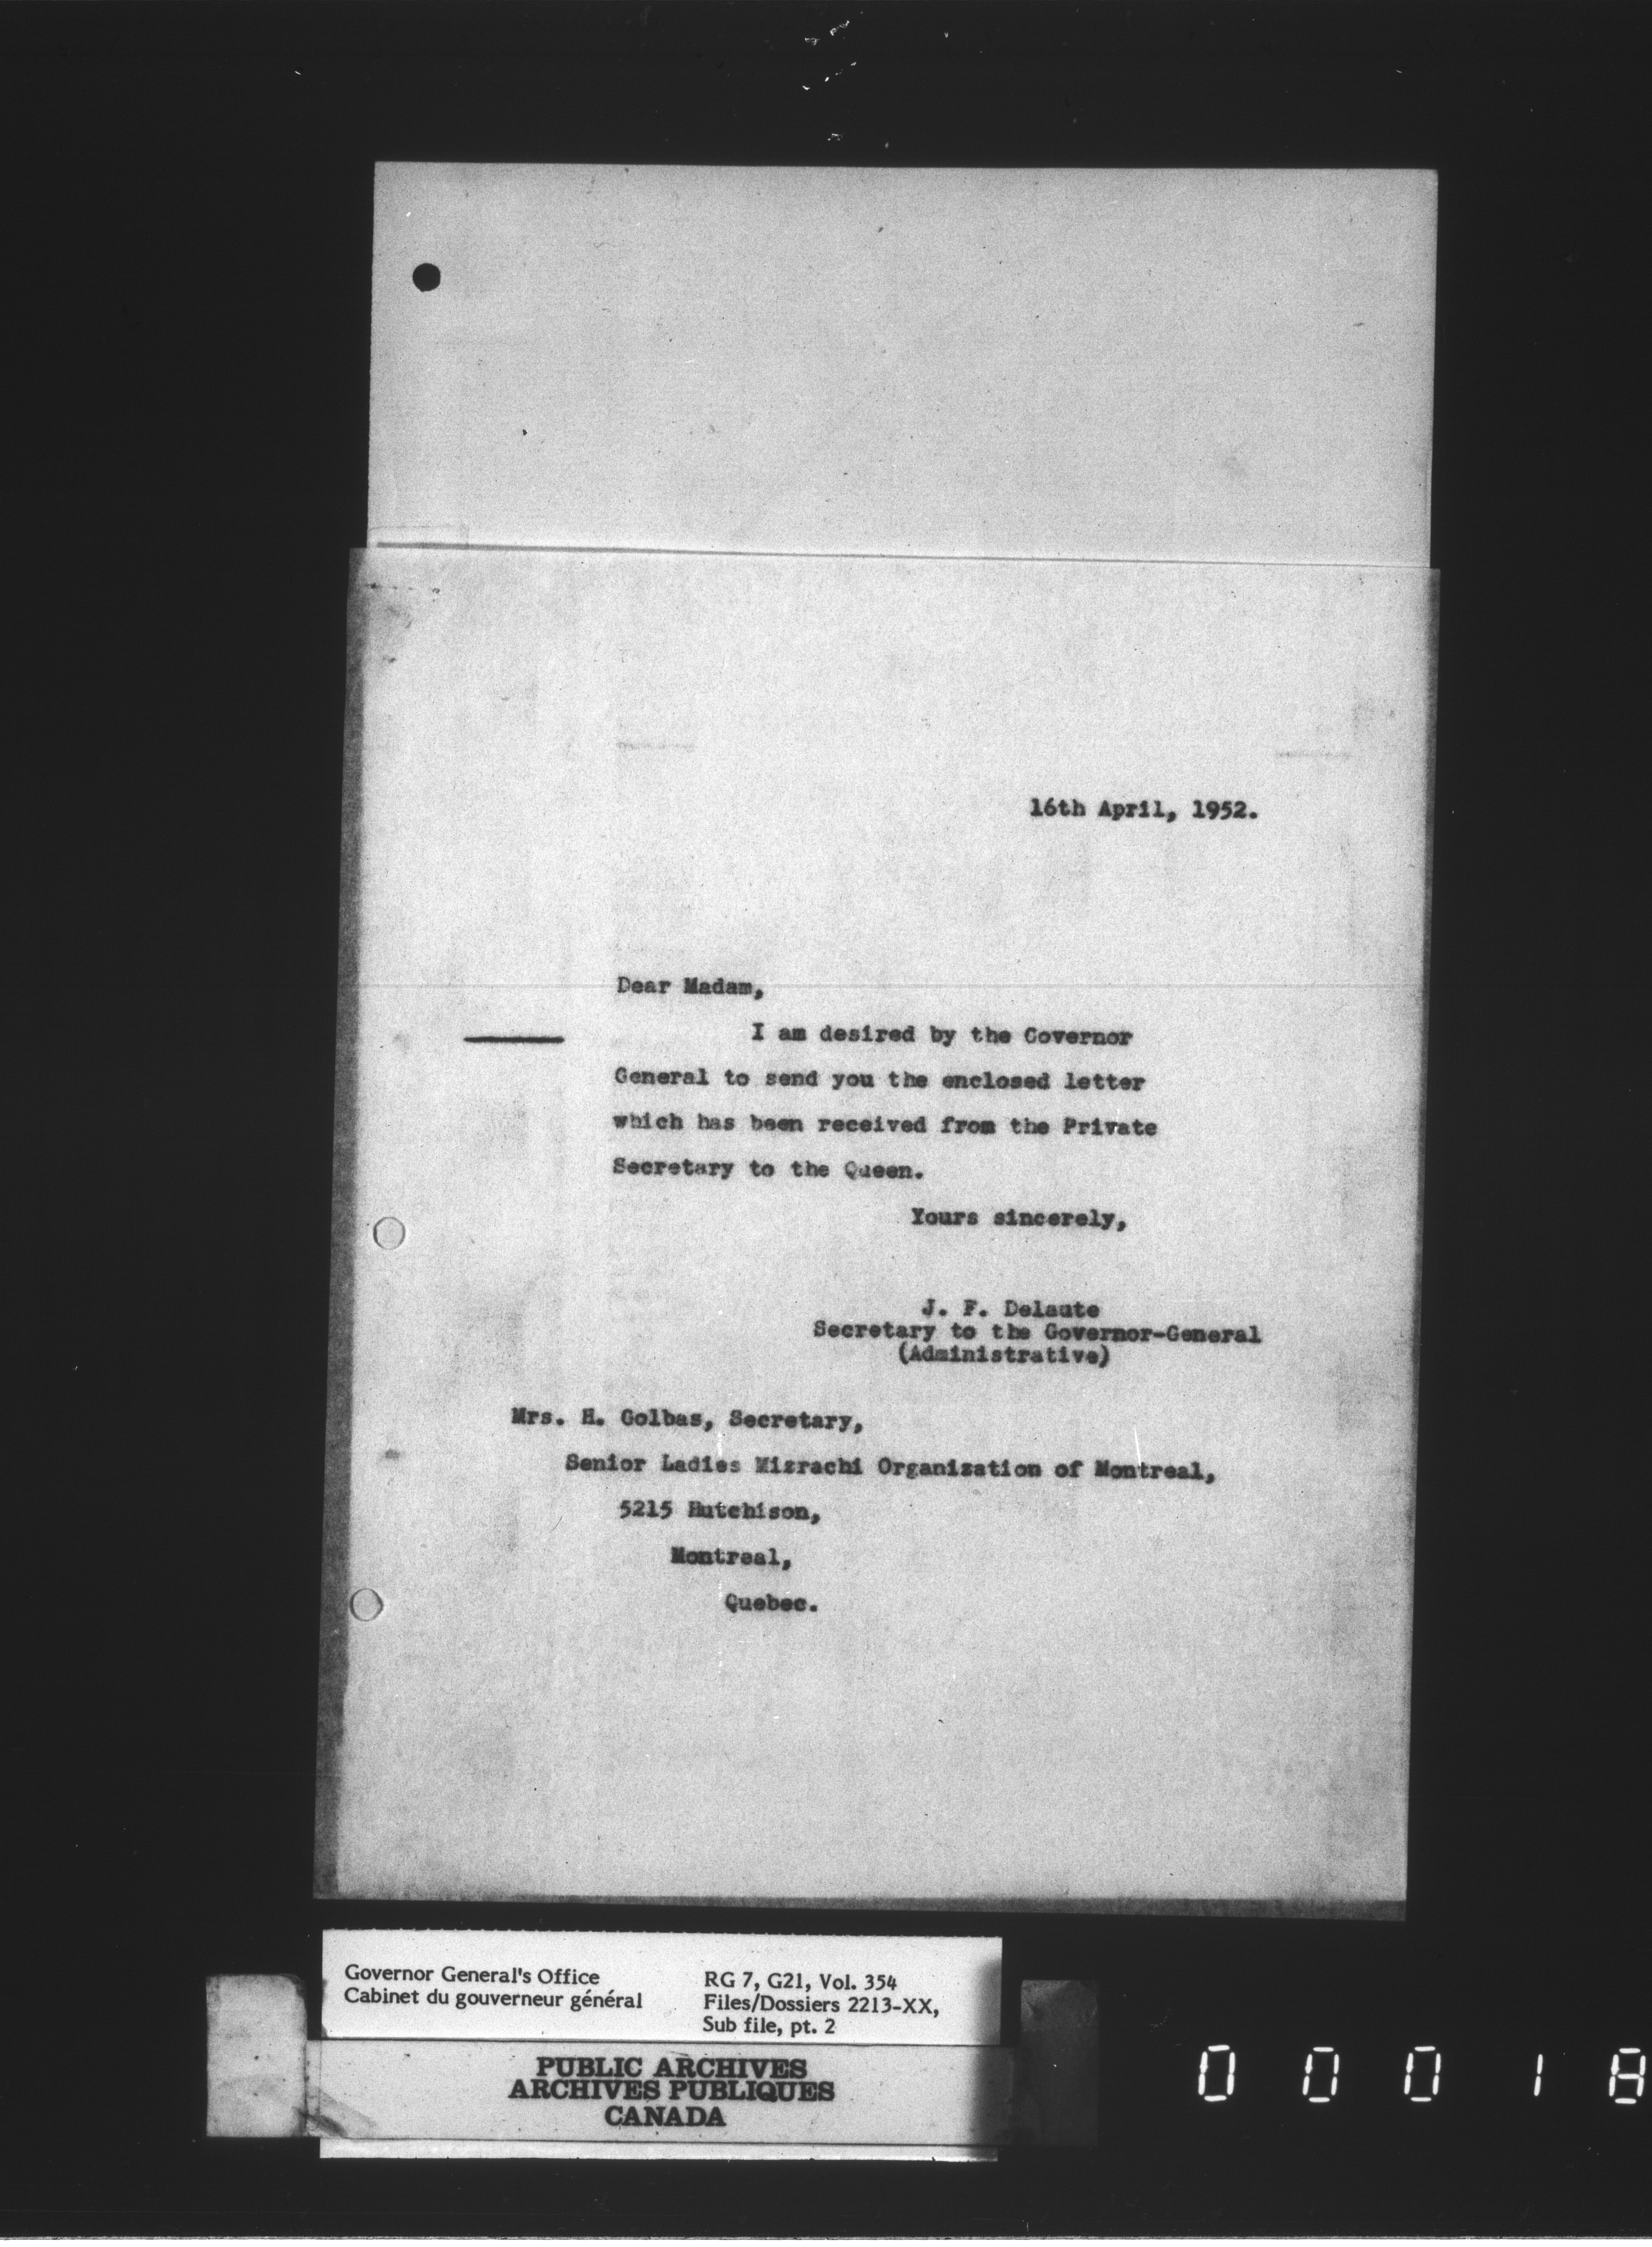 16th April, 1952.
Dear Madam,
I am desired by the Governor
General to send you the enclosed letter
which has been received from the Private
Secretary to the Queen.
Yours sincerely,
J. F. Delaute
Secretary to the Governor-General
(Administrative)
Mrs. H. Golbas, Secretary,
Senior Ladies Mizrachi Organization of Montreal,
5215 Hutchison,
Montreal,
Quebec.
Governor General's Office
Cabinet du gouverneur général
RG 7, G21, Vol. 354
Files/Dossiers 2213-XX,
Sub file, pt. 2
PUBLIC ARCHIVES
ARCHIVES PUBLIQUES
CANADA
0 0 0 1 8